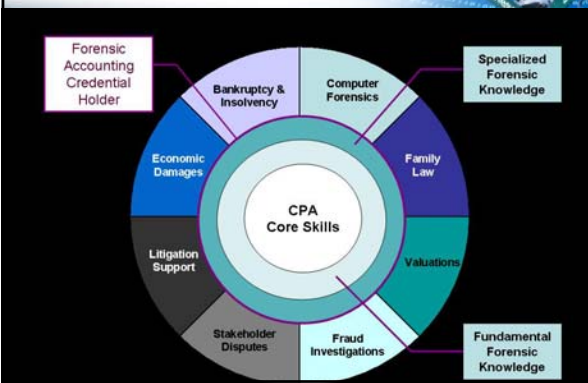 Forensic
Accounting
Credential
Holder
Bankruptcy &
Insolvency
Computer
Forensics
Specialized
Forensic
Knowledge
Economic
Damages
Family
Law
CPA
Core Skills
Litigation
Support
Valuations
Stakeholder
Disputes
Fraud
Investigations
Fundamental
Forensic
Knowledge